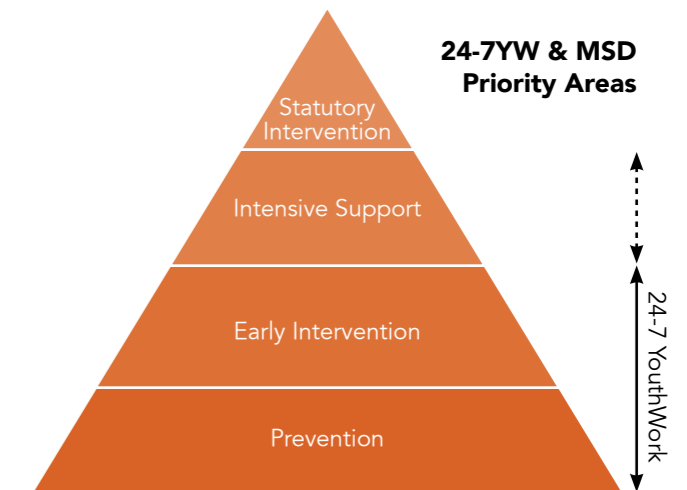 24-7YW & MSD
Priority Areas
Statutory
Intervention
Intensive Support
Early Intervention
Prevention
24-7 YouthWork